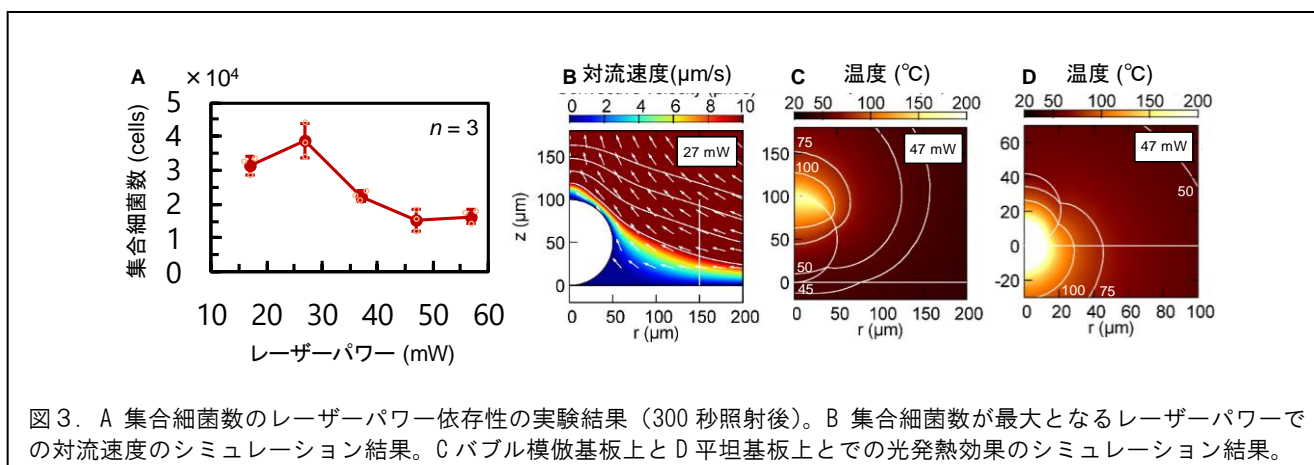 A
×10⁴
5
4
3
2
1
0
集合細菌数 (cells)
n = 3
10 20 30 40 50 60
レーザーパワー (mW)
B 対流速度(μm/s)
0 2 4 6 8 10
27 mW
150
100
50
0
z (μm)
0 50 100 150 200
r (μm)
C 温度 (℃)
20 50 100 150 200
47 mW
75
100
50
45
150
100
50
0
0 50 100 150 200
r (μm)
D 温度 (℃)
20 50 100 150 200
47 mW
50
100
75
60
40
20
0
-20
0 20 40 60 80 100
r (μm)
図３．A 集合細菌数のレーザーパワー依存性の実験結果（300 秒照射後）。B 集合細菌数が最大となるレーザーパワーで
の対流速度のシミュレーション結果。C バブル模倣基板上と D 平坦基板上とでの光発熱効果のシミュレーション結果。